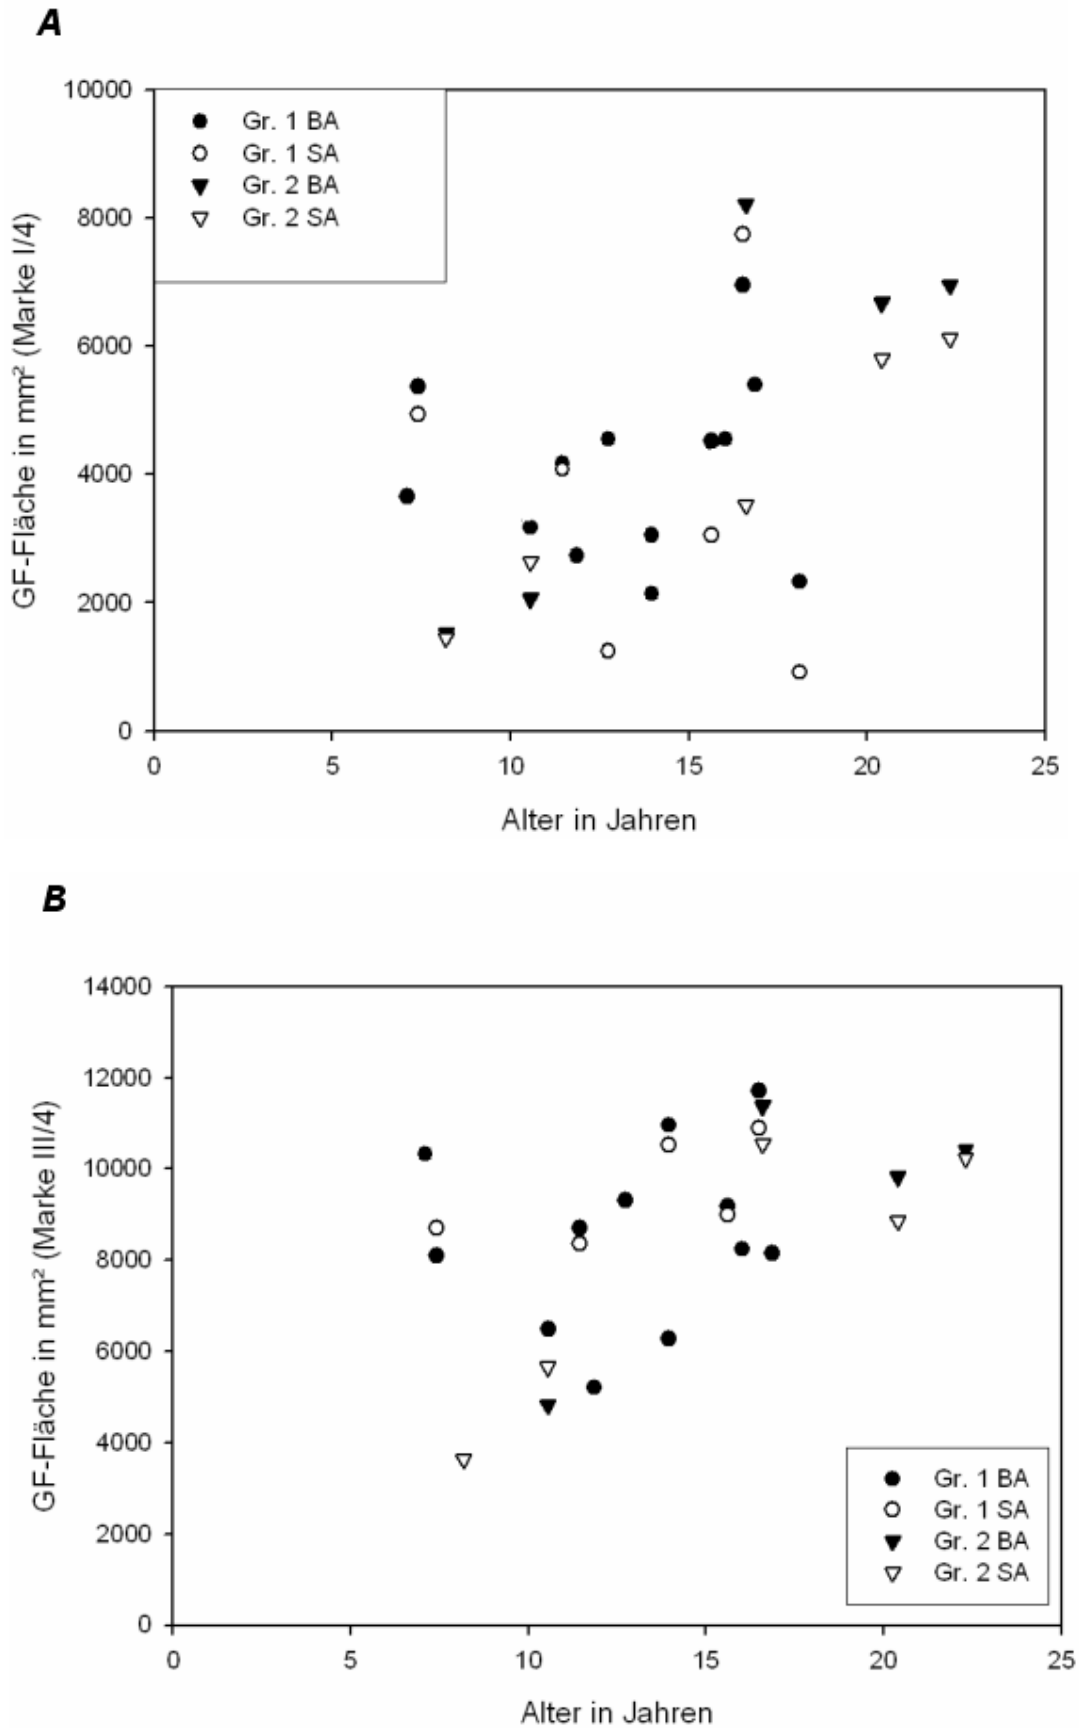 A
10000
8000
6000
4000
2000
0
GF-Fläche in mm² (Marke I/4)
Gr. 1 BA
Gr. 1 SA
Gr. 2 BA
Gr. 2 SA
0 5 10 15 20 25
Alter in Jahren
B
14000
12000
10000
8000
6000
4000
2000
0
GF-Fläche in mm² (Marke III/4)
Gr. 1 BA
Gr. 1 SA
Gr. 2 BA
Gr. 2 SA
0 5 10 15 20 25
Alter in Jahren